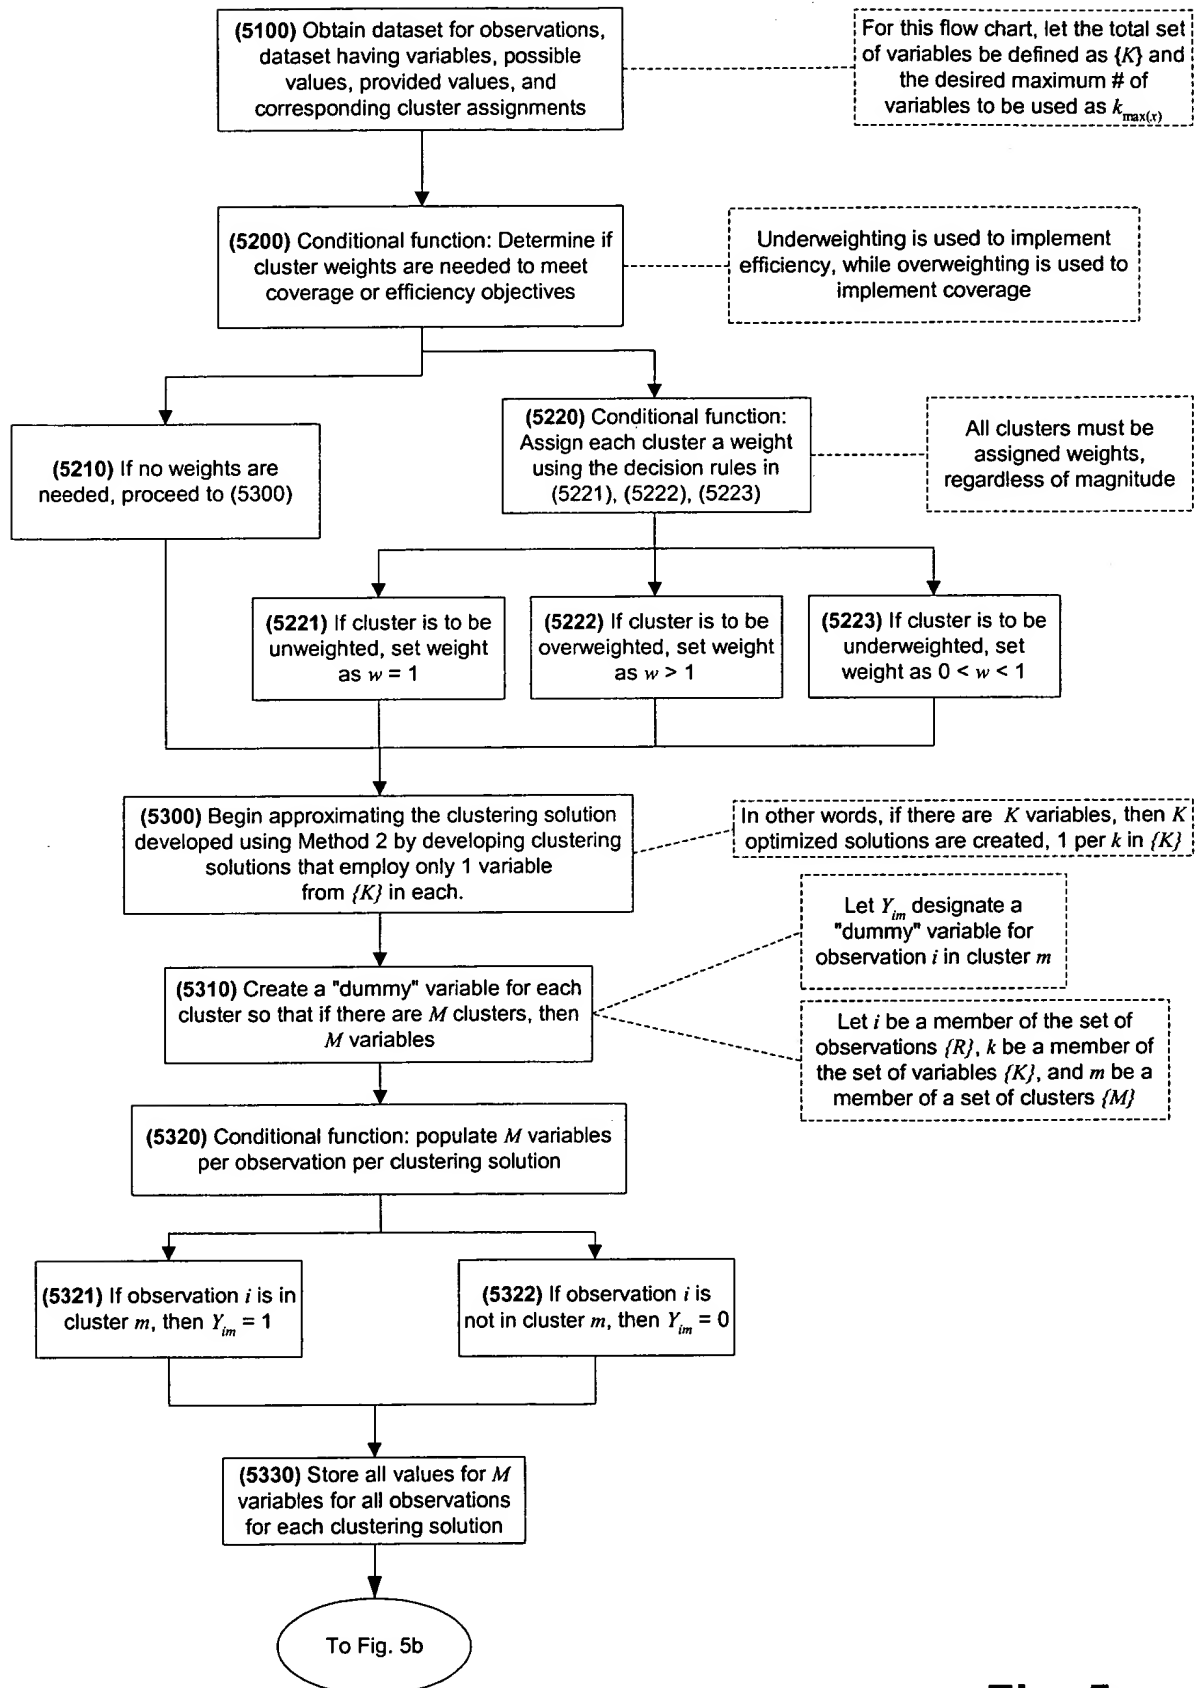 (5100) Obtain dataset for observations,
dataset having variables, possible
values, provided values, and
corresponding cluster assignments
For this flow chart, let the total set
of variables be defined as {K} and
the desired maximum # of
variables to be used as k_max(x)
(5200) Conditional function: Determine if
cluster weights are needed to meet
coverage or efficiency objectives
Underweighting is used to implement
efficiency, while overweighting is used to
implement coverage
(5210) If no weights are
needed, proceed to (5300)
(5220) Conditional function:
Assign each cluster a weight
using the decision rules in
(5221), (5222), (5223)
All clusters must be
assigned weights,
regardless of magnitude
(5221) If cluster is to be
unweighted, set weight
as w = 1
(5222) If cluster is to be
overweighted, set weight
as w > 1
(5223) If cluster is to be
underweighted, set
weight as 0 < w < 1
(5300) Begin approximating the clustering solution
developed using Method 2 by developing clustering
solutions that employ only 1 variable
from {K} in each.
In other words, if there are K variables, then K
optimized solutions are created, 1 per k in {K}
Let Y_im designate a
"dummy" variable for
observation i in cluster m
(5310) Create a "dummy" variable for each
cluster so that if there are M clusters, then
M variables
Let i be a member of the set of
observations {R}, k be a member of
the set of variables {K}, and m be a
member of a set of clusters {M}
(5320) Conditional function: populate M variables
per observation per clustering solution
(5321) If observation i is in
cluster m, then Y_im = 1
(5322) If observation i is
not in cluster m, then Y_im = 0
(5330) Store all values for M
variables for all observations
for each clustering solution
To Fig. 5b